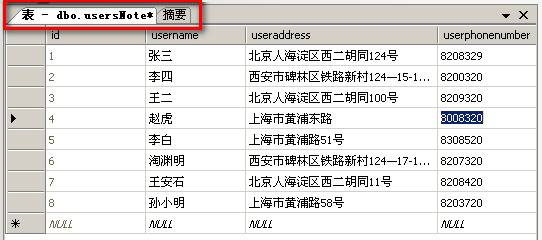 表 - dbo.usersNote* 摘要
id username useraddress userphonenumber
1 张三 北京人海淀区西二胡同124号 8208329
2 李四 西安市碑林区铁路新村124—15-1... 8200320
3 王二 北京人海淀区西二胡同100号 8209320
4 赵虎 上海市黄浦东路 8008320
5 李白 上海市黄浦路51号 8308520
6 淘渊明 西安市碑林区铁路新村124—17-1... 8207320
7 王安石 北京人海淀区西二胡同11号 8208420
8 孙小明 上海市黄浦路58号 8203720
NULL NULL NULL NULL